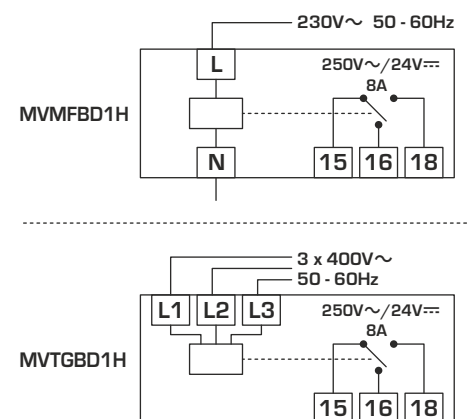 230V~ 50 - 60Hz
L
250V~/24V⎓
8A
MVMFBD1H
N
15 16 18
3 x 400V~
50 - 60Hz
L1 L2 L3
250V~/24V⎓
8A
MVTGBD1H
15 16 18